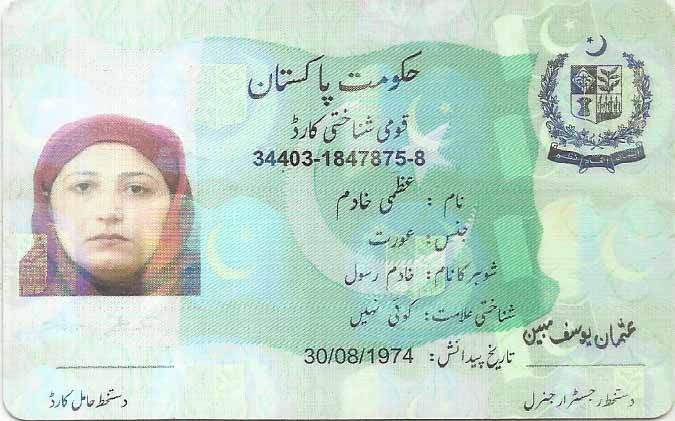 حکومت پاکستان
قومی شناختی کارڈ
34403-1847875-8
نام : عظمیٰ خادم
جنس : عورت
شوہر کا نام : خادم رسول
شناختی علامت : کوئی نہیں
تاریخ پیدائش : 30/08/1974
عثمان یوسف مبین
دستخط رجسٹرار جنرل
دستخط حامل کارڈ